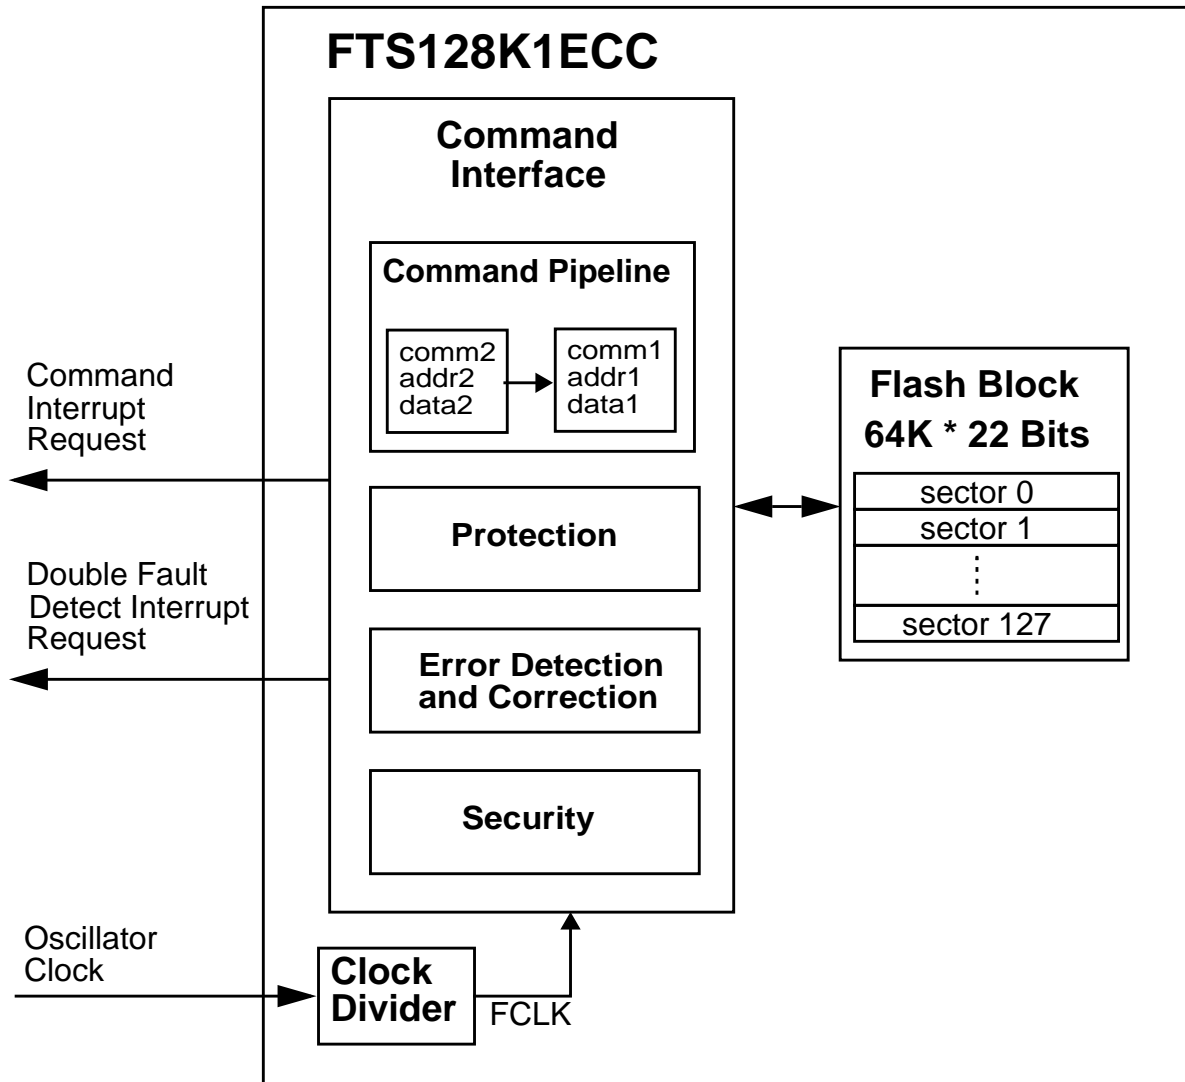 FTS128K1ECC
Command
Interface
Command Pipeline
comm2
addr2
data2
comm1
addr1
data1
Command
Interrupt
Request
Flash Block
64K * 22 Bits
sector 0
sector 1
sector 127
Protection
Double Fault
Detect Interrupt
Request
Error Detection
and Correction
Security
Oscillator
Clock
Clock
Divider
FCLK